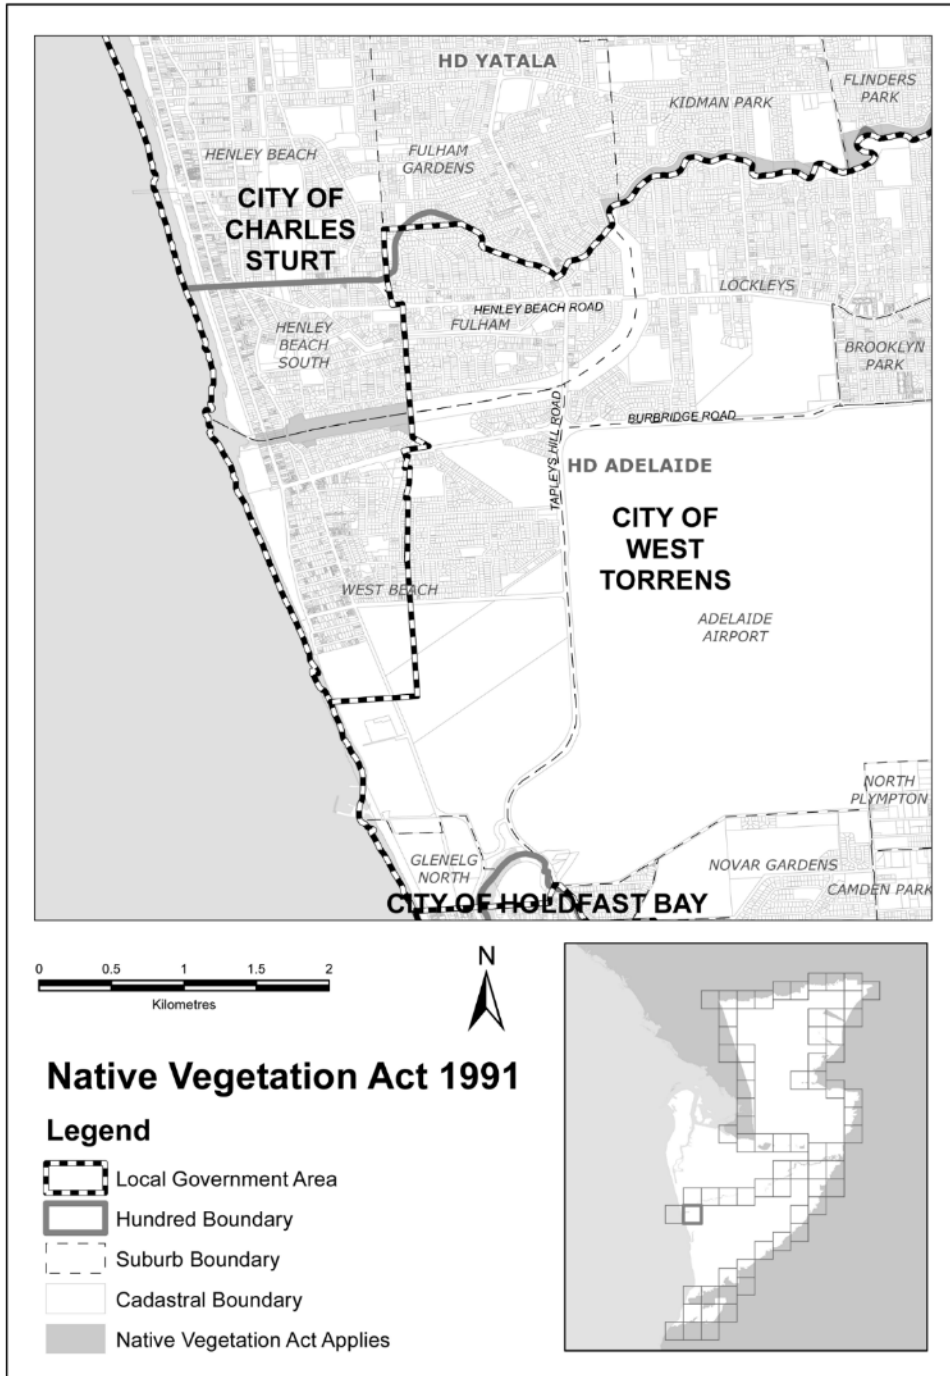 HD YATALA
FLINDERS
PARK
KIDMAN PARK
HENLEY BEACH
FULHAM
GARDENS
CITY OF
CHARLES
STURT
LOCKLEYS
HENLEY BEACH ROAD
FULHAM
HENLEY
BEACH
SOUTH
BROOKLYN
PARK
TAPLEYS HILL ROAD
BURBRIDGE ROAD
HD ADELAIDE
CITY OF
WEST
TORRENS
WEST BEACH
ADELAIDE
AIRPORT
NORTH
PLYMPTON
GLENELG
NORTH
NOVAR GARDENS
CAMDEN PARK
CITY OF HOLDFAST BAY
0 0.5 1 1.5 2
Kilometres
N
Native Vegetation Act 1991
Legend
Local Government Area
Hundred Boundary
Suburb Boundary
Cadastral Boundary
Native Vegetation Act Applies